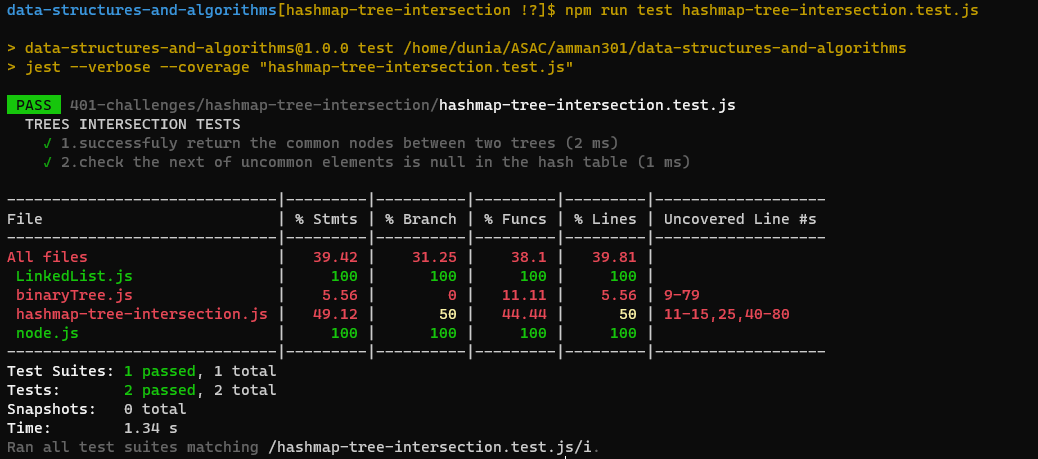 data-structures-and-algorithms[hashmap-tree-intersection !?]$ npm run test hashmap-tree-intersection.test.js
> data-structures-and-algorithms@1.0.0 test /home/dunia/ASAC/amman301/data-structures-and-algorithms
> jest --verbose --coverage "hashmap-tree-intersection.test.js"
PASS 401-challenges/hashmap-tree-intersection/hashmap-tree-intersection.test.js
TREES INTERSECTION TESTS
√ 1.successfuly return the common nodes between two trees (2 ms)
√ 2.check the next of uncommon elements is null in the hash table (1 ms)
------------------------------|---------|----------|---------|---------|-------------------
File                          | % Stmts | % Branch | % Funcs | % Lines | Uncovered Line #s
------------------------------|---------|----------|---------|---------|-------------------
All files                     |   39.42 |    31.25 |    38.1 |   39.81 |
 LinkedList.js                |     100 |      100 |     100 |     100 |
 binaryTree.js                |    5.56 |        0 |   11.11 |    5.56 | 9-79
 hashmap-tree-intersection.js |   49.12 |       50 |   44.44 |      50 | 11-15,25,40-80
 node.js                      |     100 |      100 |     100 |     100 |
------------------------------|---------|----------|---------|---------|-------------------
Test Suites: 1 passed, 1 total
Tests:       2 passed, 2 total
Snapshots:   0 total
Time:        1.34 s
Ran all test suites matching /hashmap-tree-intersection.test.js/i.